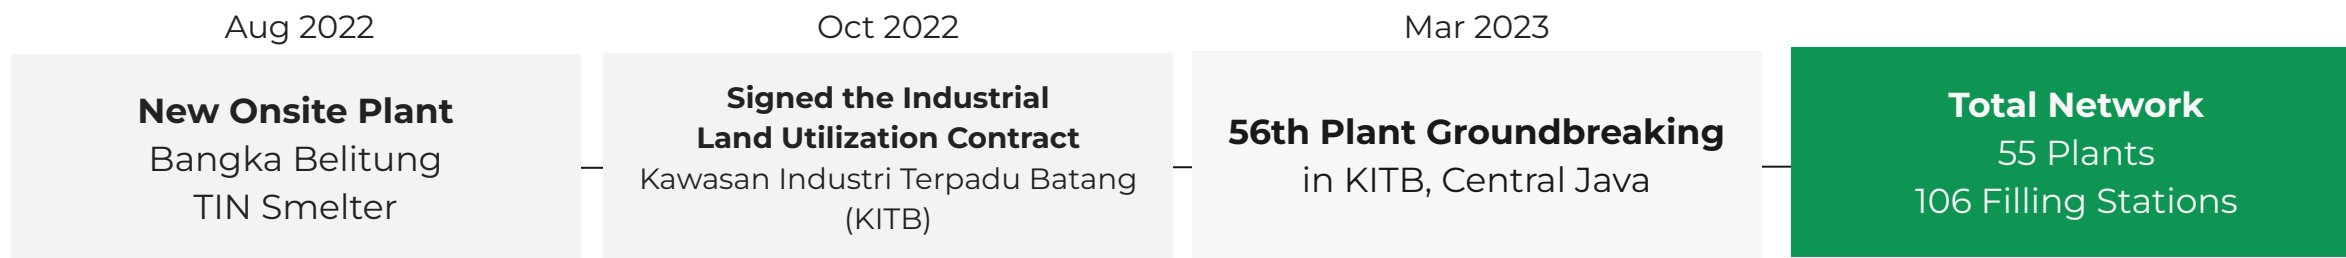 Aug 2022
New Onsite Plant
Bangka Belitung
TIN Smelter
Oct 2022
Signed the Industrial
Land Utilization Contract
Kawasan Industri Terpadu Batang
(KITB)
Mar 2023
56th Plant Groundbreaking
in KITB, Central Java
Total Network
55 Plants
106 Filling Stations